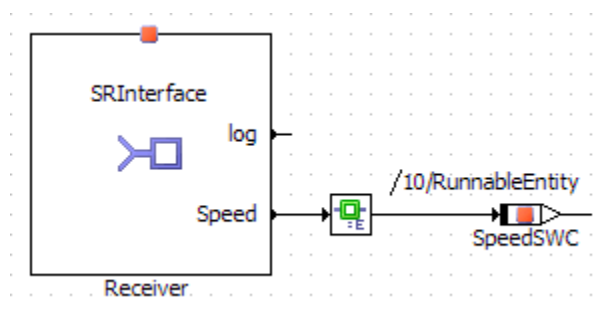 SRInterface
log
/10/RunnableEntity
Speed
=E
SpeedSWC
Receiver